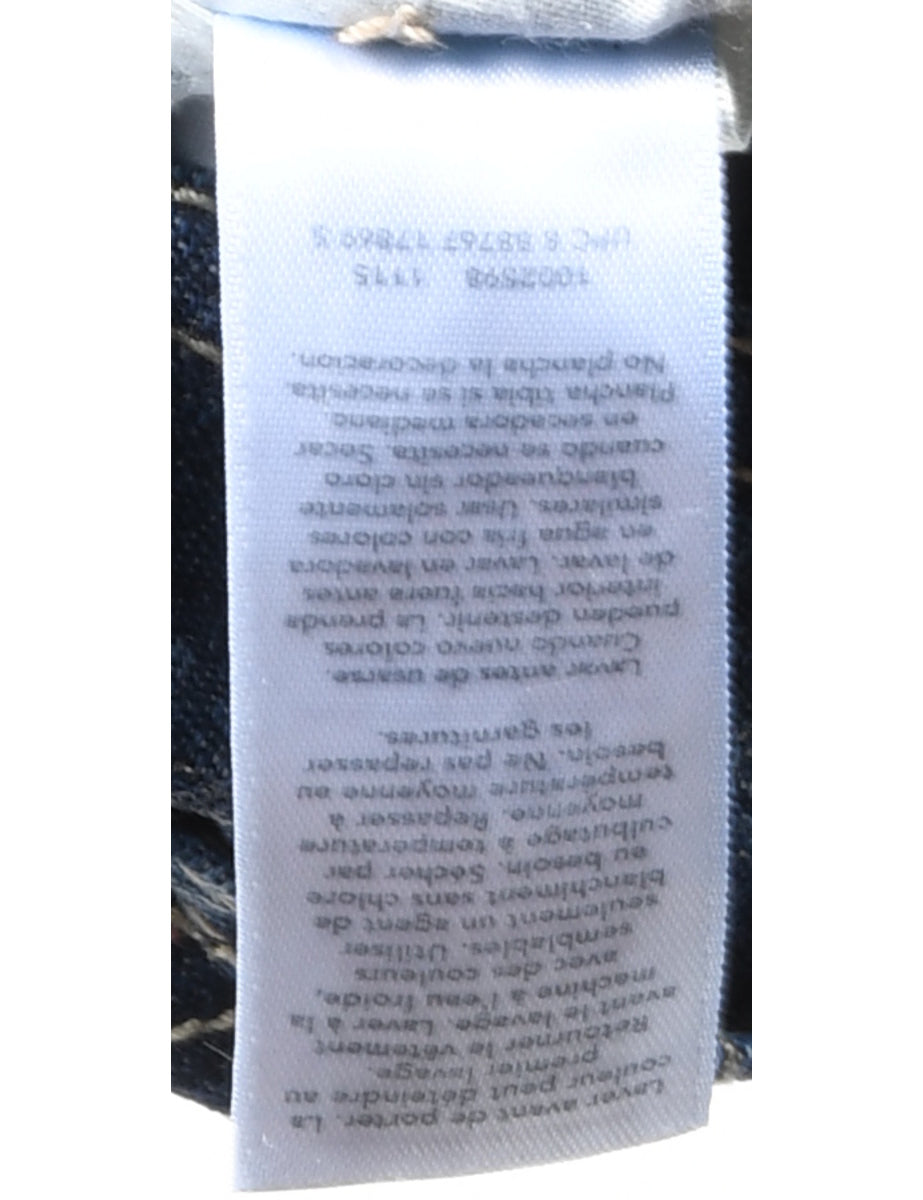 Laver avant de porter. La
couleur peut déteindre au
premier lavage.
Retourner le vêtement
avant le lavage. Laver à la
machine à l'eau froide,
avec des couleurs
semblables. Utiliser
seulement un agent de
blanchiment sans chlore
au besoin. Sécher par
culbutage à température
moyenne. Repasser à
température moyenne au
besoin. Ne pas repasser
les garnitures.
Lavar antes de usarse.
Cuando nuevo colores
pueden destenir. La prenda
interior hacia fuera antes
de lavar. Lavar en lavadora
en agua fria con colores
similares. Usar solamente
blanqueador sin cloro
cuando se necesita. Secar
en secadora mediano.
Plancha tibia si se necesita.
No plancha la decoracion.
1002598 1115
UPC 8 88767 17869 5